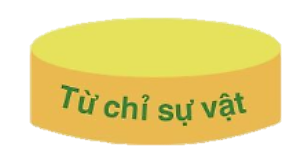 Từ chỉ sự vật